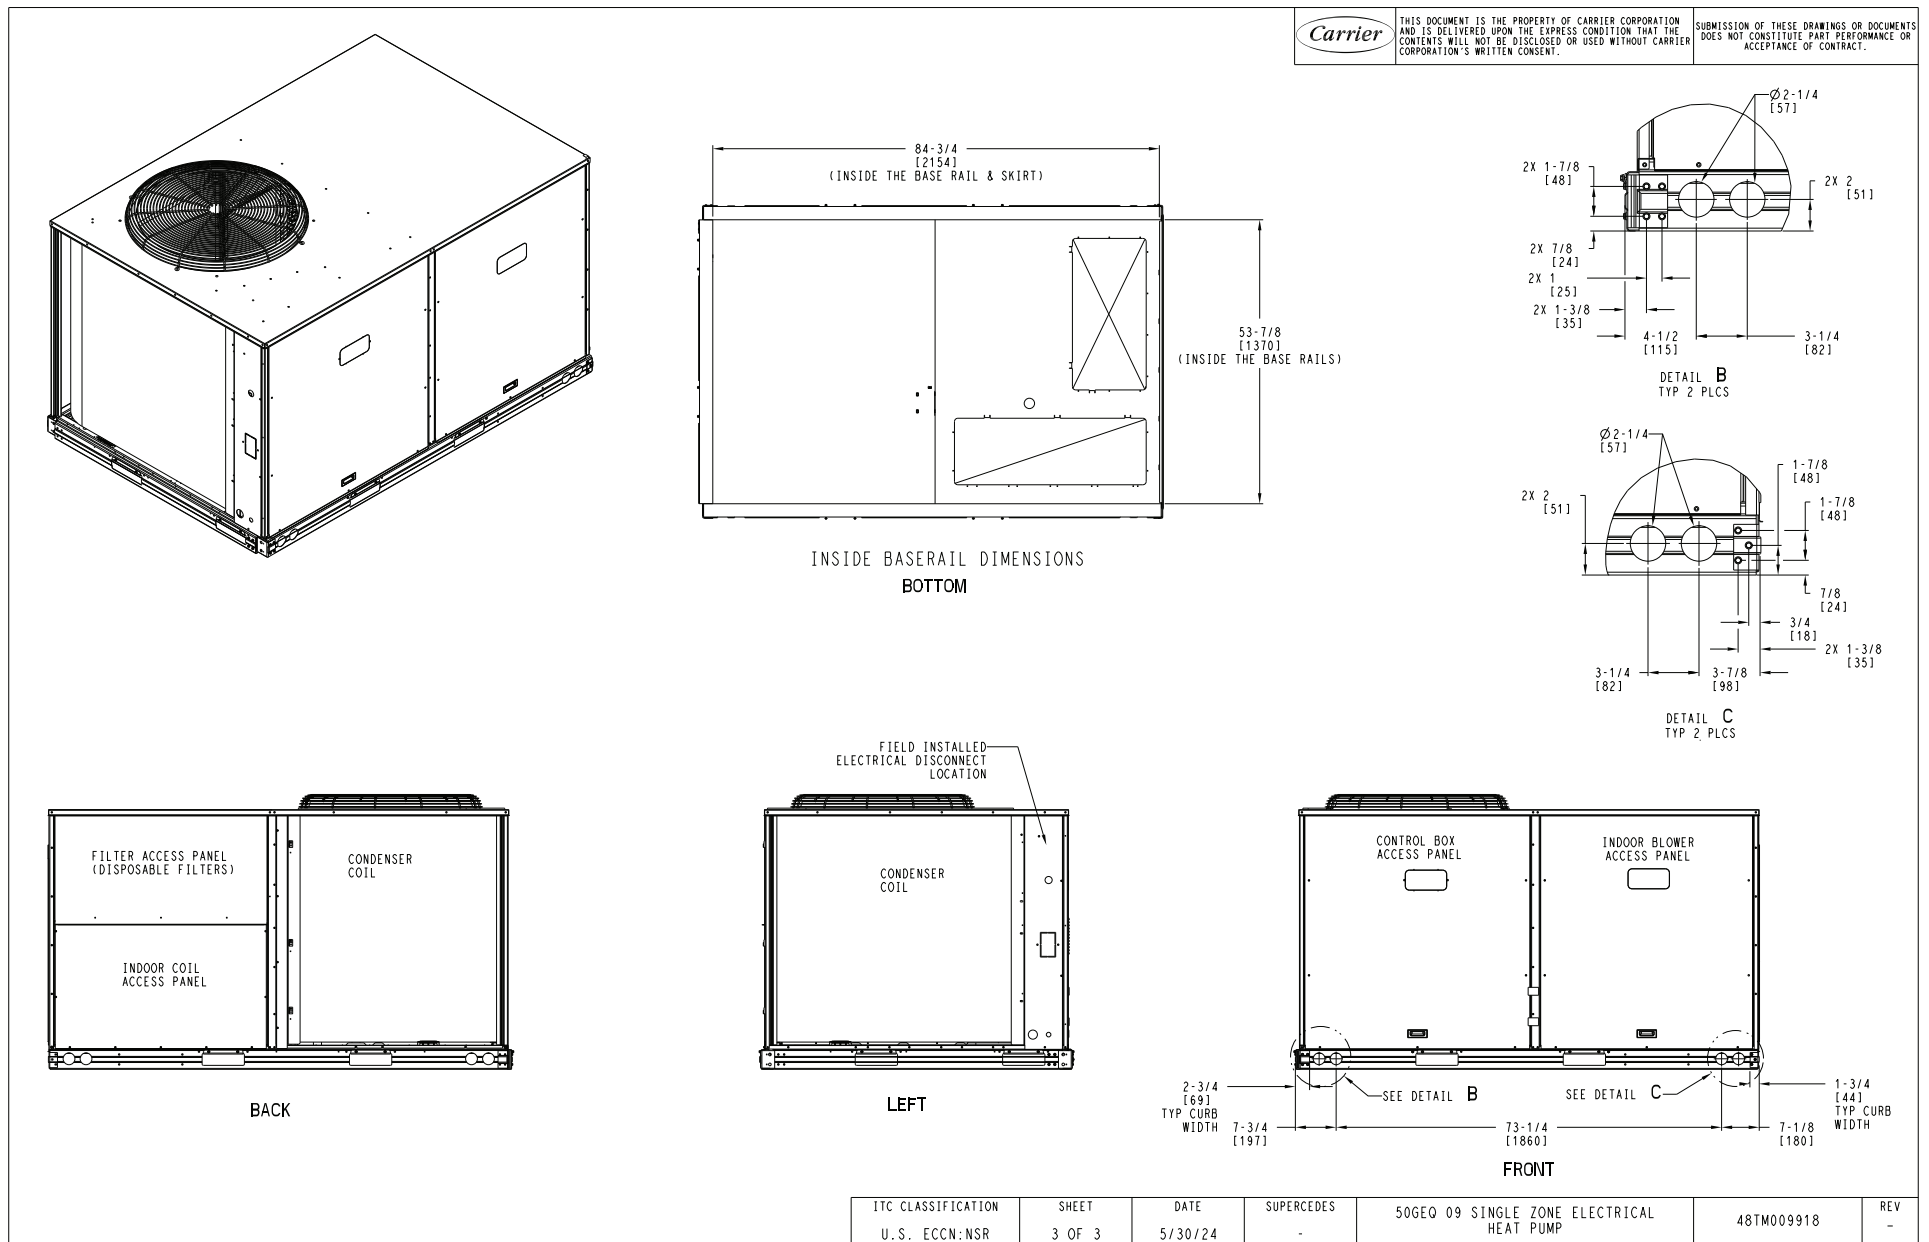 Carrier
THIS DOCUMENT IS THE PROPERTY OF CARRIER CORPORATION
AND IS DELIVERED UPON THE EXPRESS CONDITION THAT THE
CONTENTS WILL NOT BE DISCLOSED OR USED WITHOUT CARRIER
CORPORATION'S WRITTEN CONSENT.
SUBMISSION OF THESE DRAWINGS OR DOCUMENTS
DOES NOT CONSTITUTE PART PERFORMANCE OR
ACCEPTANCE OF CONTRACT.
84-3/4
[2154]
(INSIDE THE BASE RAIL & SKIRT)
53-7/8
[1370]
(INSIDE THE BASE RAILS)
INSIDE BASERAIL DIMENSIONS
BOTTOM
Ø2-1/4
[57]
2X 1-7/8
[48]
2X 2
[51]
2X 7/8
[24]
2X 1
[25]
2X 1-3/8
[35]
4-1/2
[115]
3-1/4
[82]
DETAIL B
TYP 2 PLCS
Ø2-1/4
[57]
1-7/8
[48]
2X 2
[51]
1-7/8
[48]
7/8
[24]
3/4
[18]
2X 1-3/8
[35]
3-1/4
[82]
3-7/8
[98]
DETAIL C
TYP 2 PLCS
FILTER ACCESS PANEL
(DISPOSABLE FILTERS)
CONDENSER
COIL
INDOOR COIL
ACCESS PANEL
BACK
FIELD INSTALLED
ELECTRICAL DISCONNECT
LOCATION
CONDENSER
COIL
LEFT
CONTROL BOX
ACCESS PANEL
INDOOR BLOWER
ACCESS PANEL
2-3/4
[69]
TYP CURB
WIDTH
7-3/4
[197]
SEE DETAIL B
SEE DETAIL C
73-1/4
[1860]
1-3/4
[44]
TYP CURB
WIDTH
7-1/8
[180]
FRONT
ITC CLASSIFICATION
U.S. ECCN:NSR
SHEET
3 OF 3
DATE
5/30/24
SUPERCEDES
-
50GEQ 09 SINGLE ZONE ELECTRICAL
HEAT PUMP
48TM009918
REV
-